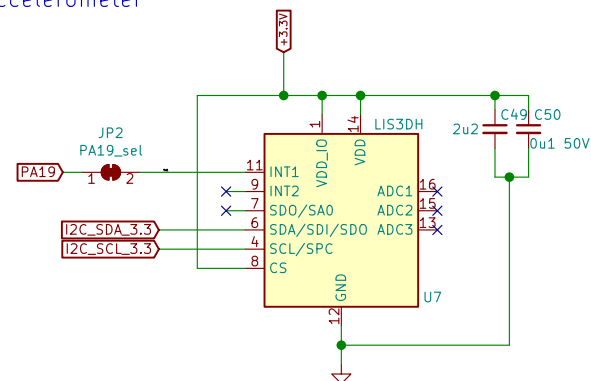 ccelerometer
+3.3V
JP2
PA19_sel
PA19
1 2
LIS3DH
C49 C50
2u2
0u1 50V
1
14
VDD_IO
VDD
11 INT1
9 INT2
7 SDO/SA0
6 SDA/SDI/SDO
4 SCL/SPC
8 CS
ADC1 16
ADC2 15
ADC3 13
I2C_SDA_3.3
I2C_SCL_3.3
GND
12
U7